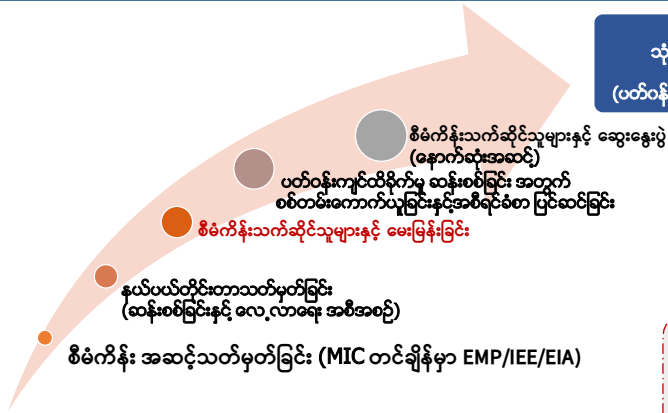 သုံ
(ပတ်ဝန်
စီမံကိန်းသက်ဆိုင်သူများနှင့် ဆွေးနွေးပွဲ
(နောက်ဆုံးအဆင့်)
ပတ်ဝန်းကျင်ထိခိုက်မှု ဆန်းစစ်ခြင်း အတွက်
စစ်တမ်းကောက်ယူခြင်းနှင့်အစီရင်ခံစာ ပြင်ဆင်ခြင်း
စီမံကိန်းသက်ဆိုင်သူများနှင့် မေးမြန်းခြင်း
နယ်ပယ်တိုင်းတာသတ်မှတ်ခြင်း
(ဆန်းစစ်ခြင်းနှင့် လေ့လာရေး အစီအစဉ်)
စီမံကိန်း အဆင့်သတ်မှတ်ခြင်း (MIC တင်ချိန်မှာ EMP/IEE/EIA)